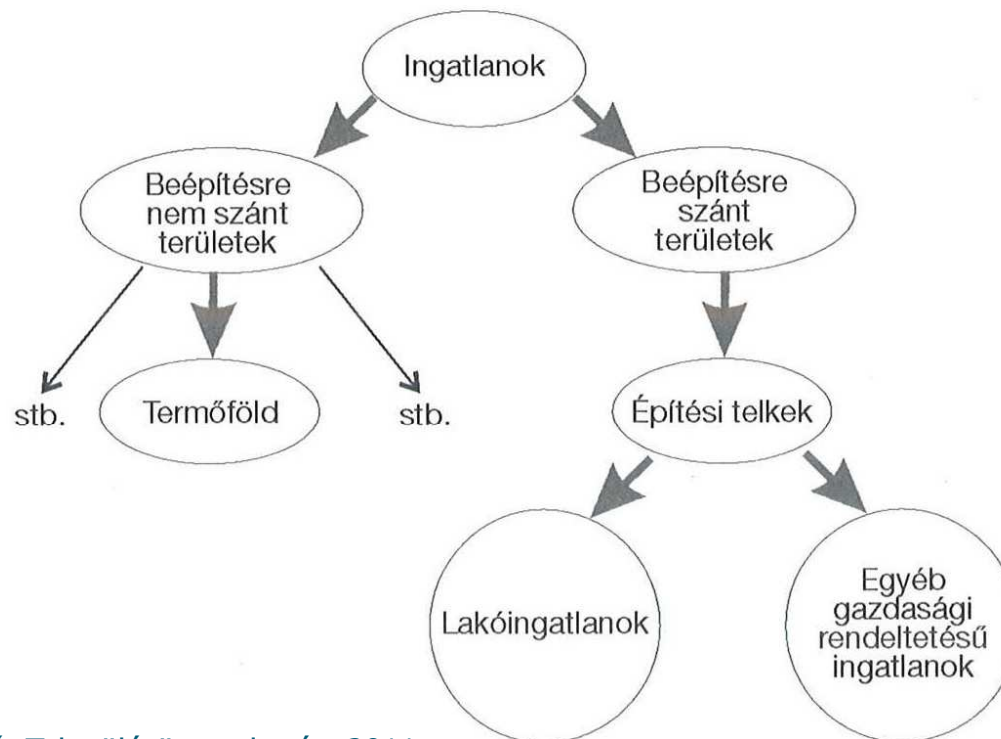 Ingatlanok
Beépítésre
nem szánt
területek
Beépítésre
szánt
területek
stb.
Termőföld
stb.
Építési telkek
Lakóingatlanok
Egyéb
gazdasági
rendeltetésű
ingatlanok